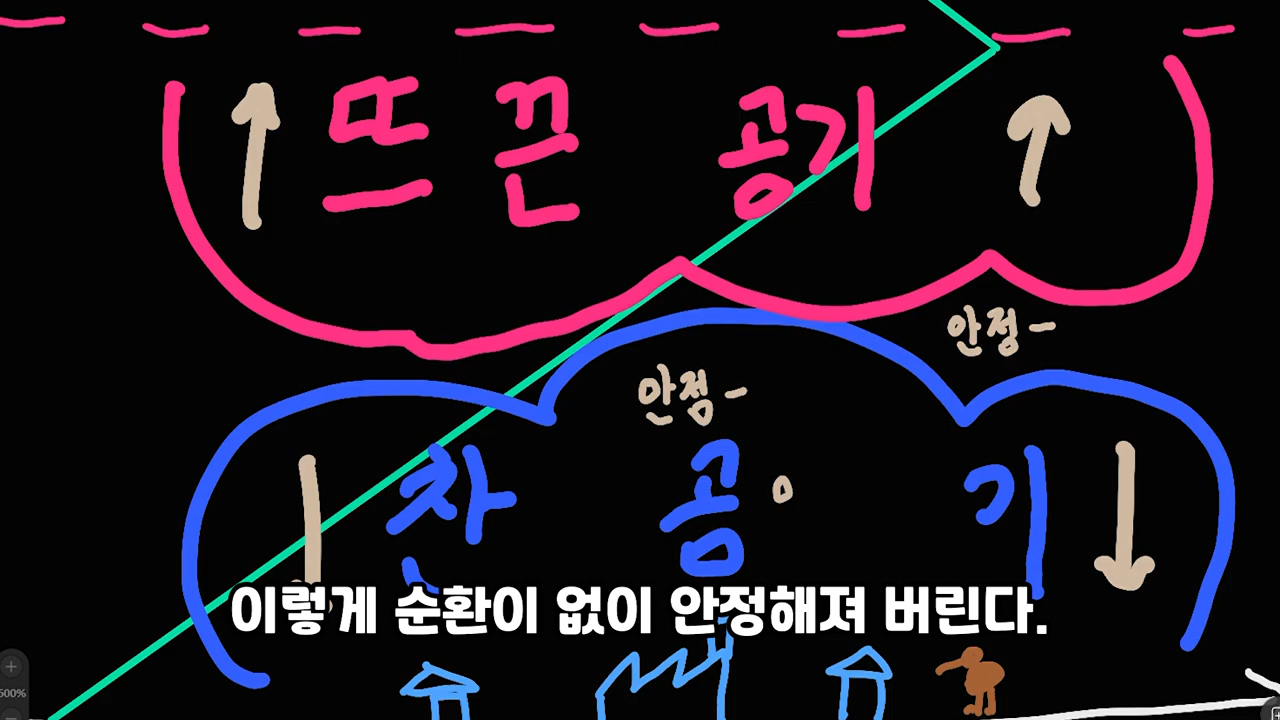 뜨끈 공기
안정-
안정-
찬 공 기
이렇게 순환이 없이 안정해져 버린다.
500%